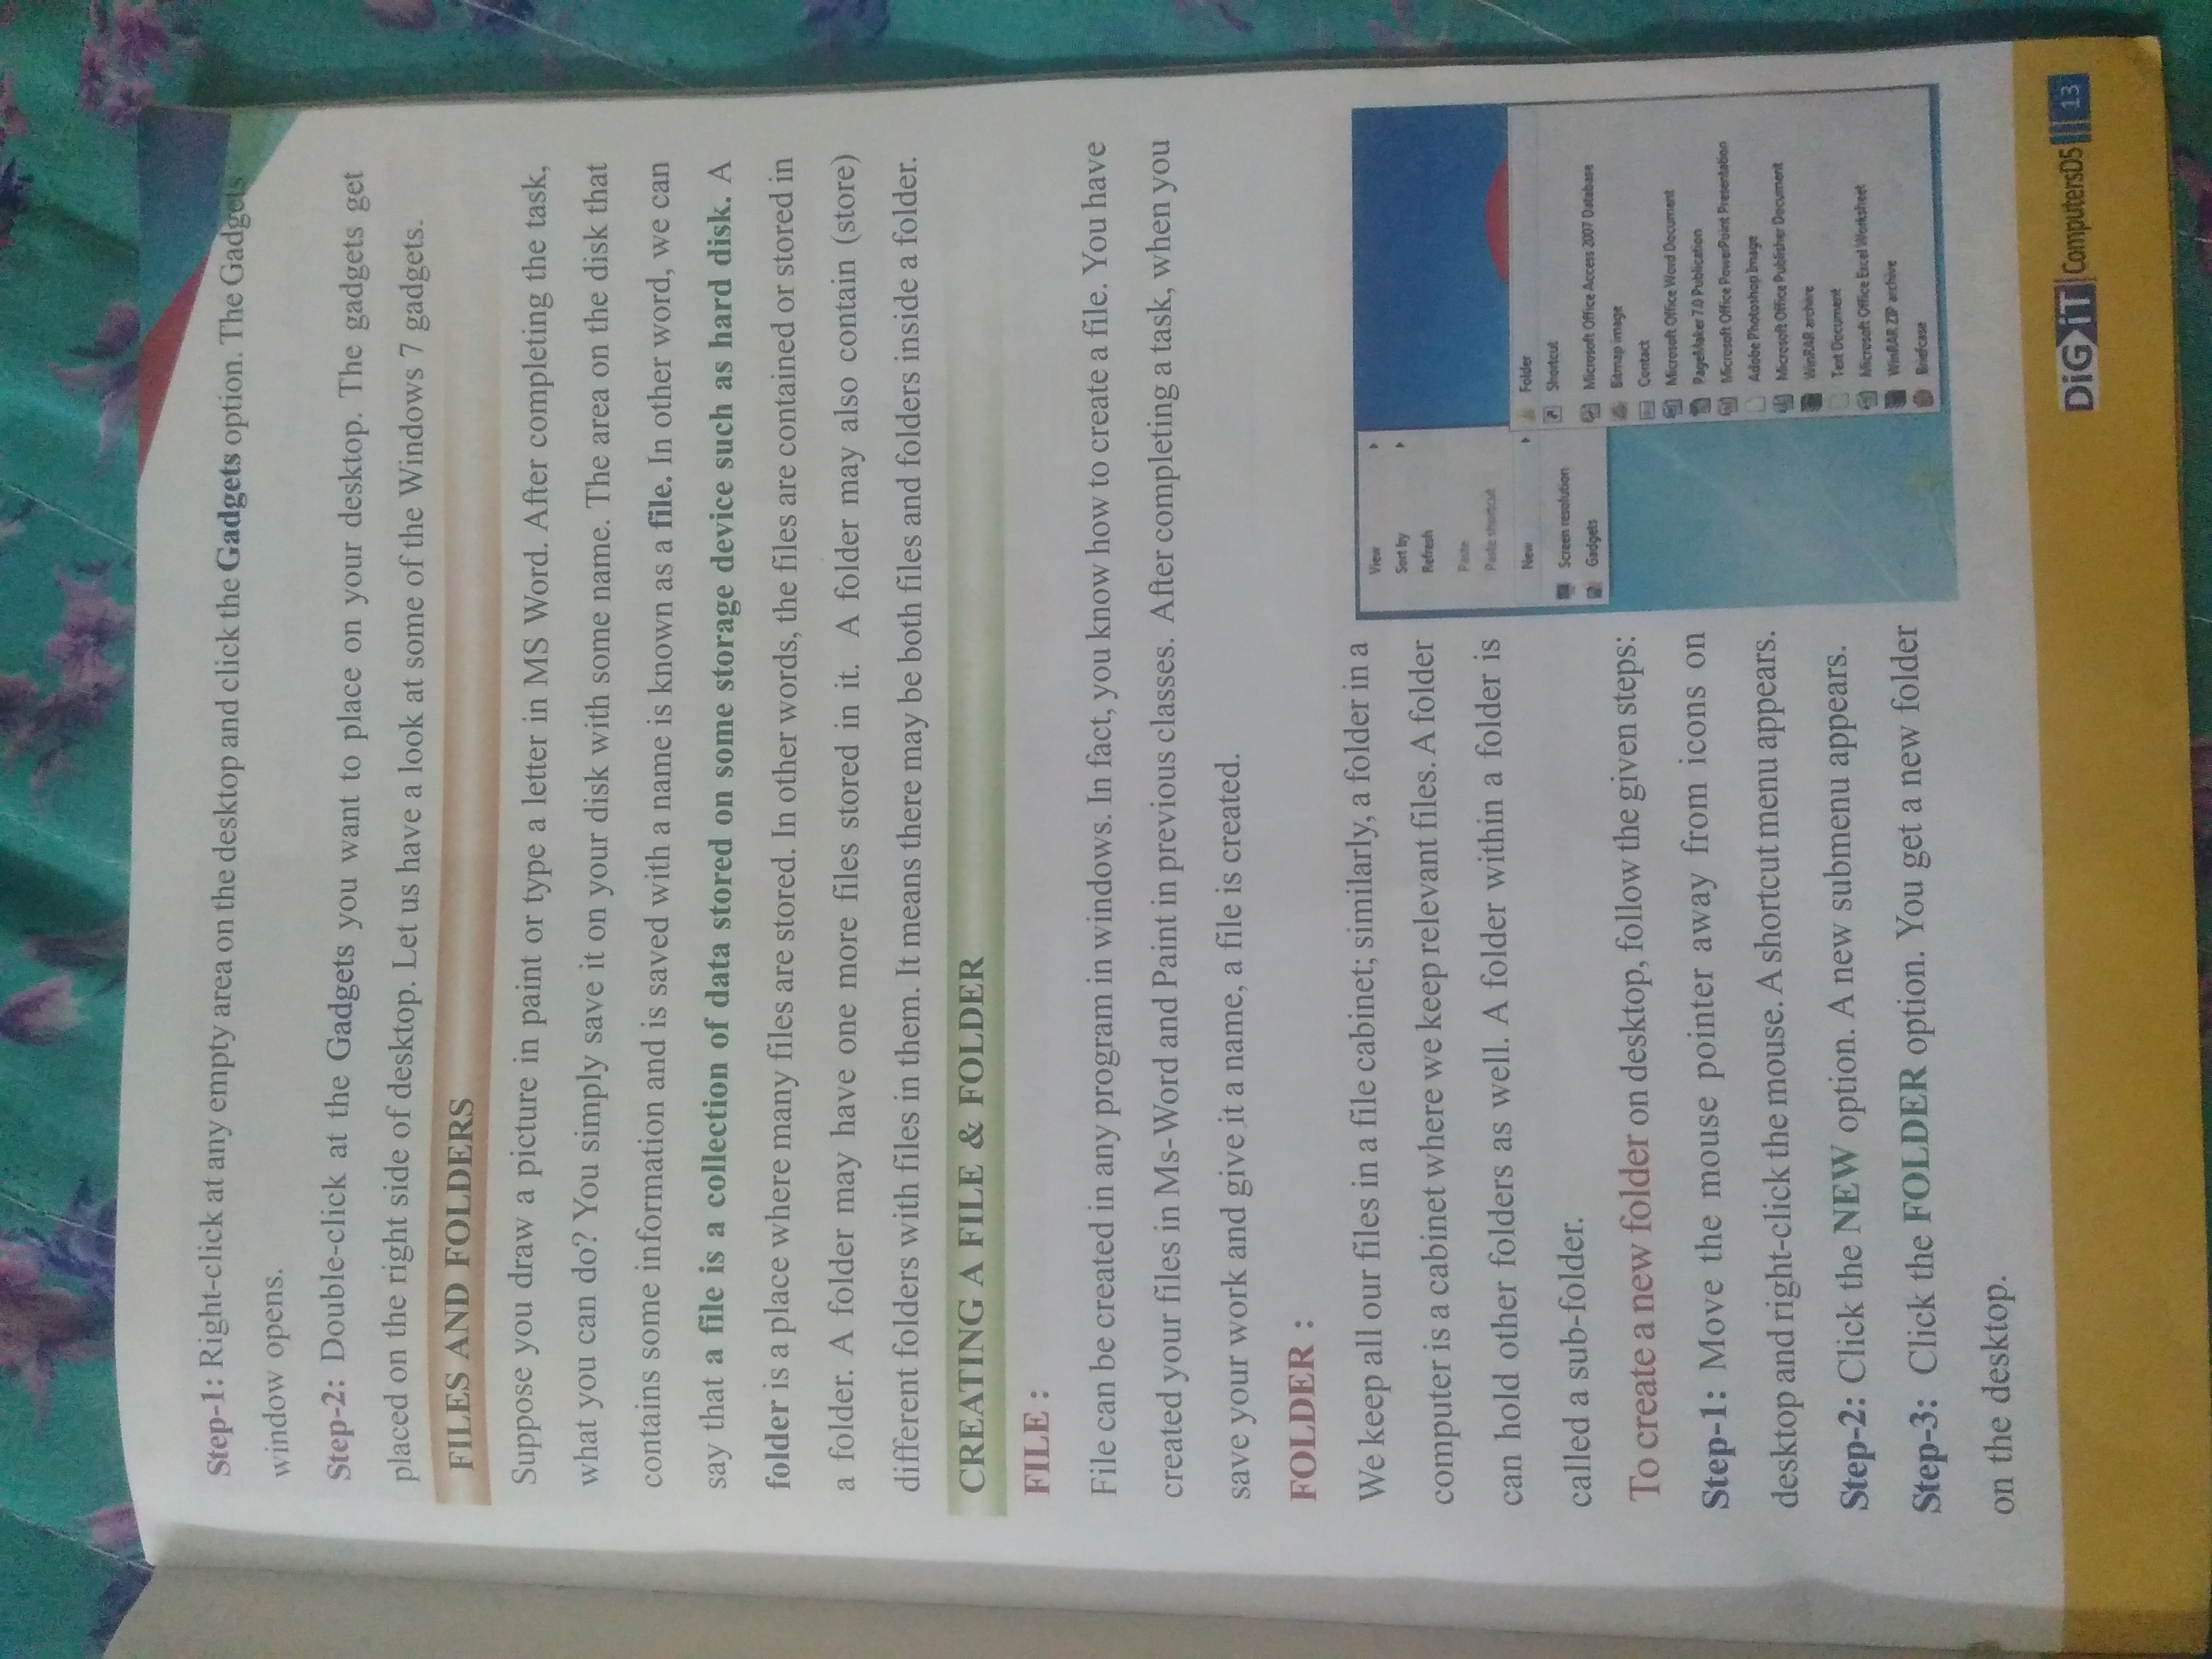 Step-1: Right-click at any empty area on the desktop and click the Gadgets option. The Gadgets
window opens.
Step-2: Double-click at the Gadgets you want to place on your desktop. The gadgets get
placed on the right side of desktop. Let us have a look at some of the Windows 7 gadgets.
FILES AND FOLDERS
Suppose you draw a picture in paint or type a letter in MS Word. After completing the task,
what you can do? You simply save it on your disk with some name. The area on the disk that
contains some information and is saved with a name is known as a file. In other word, we can
say that a file is a collection of data stored on some storage device such as hard disk. A
folder is a place where many files are stored. In other words, the files are contained or stored in
a folder. A folder may have one more files stored in it. A folder may also contain (store)
different folders with files in them. It means there may be both files and folders inside a folder.
CREATING A FILE & FOLDER
FILE :
File can be created in any program in windows. In fact, you know how to create a file. You have
created your files in Ms-Word and Paint in previous classes. After completing a task, when you
save your work and give it a name, a file is created.
FOLDER :
We keep all our files in a file cabinet; similarly, a folder in a
computer is a cabinet where we keep relevant files. A folder
can hold other folders as well. A folder within a folder is
called a sub-folder.
To create a new folder on desktop, follow the given steps:
Step-1: Move the mouse pointer away from icons on
desktop and right-click the mouse. A shortcut menu appears.
Step-2: Click the NEW option. A new submenu appears.
Step-3: Click the FOLDER option. You get a new folder
on the desktop.
View
Sort by
Refresh
Paste
Paste shortcut
New
Screen resolution
Gadgets
Folder
Shortcut
Microsoft Office Access 2007 Database
Bitmap image
Contact
Microsoft Office Word Document
PageMaker 7.0 Publication
Microsoft Office PowerPoint Presentation
Adobe Photoshop Image
Microsoft Office Publisher Document
WinRAR archive
Text Document
Microsoft Office Excel Worksheet
WinRAR ZIP archive
Briefcase
DiGiT Computers05 13